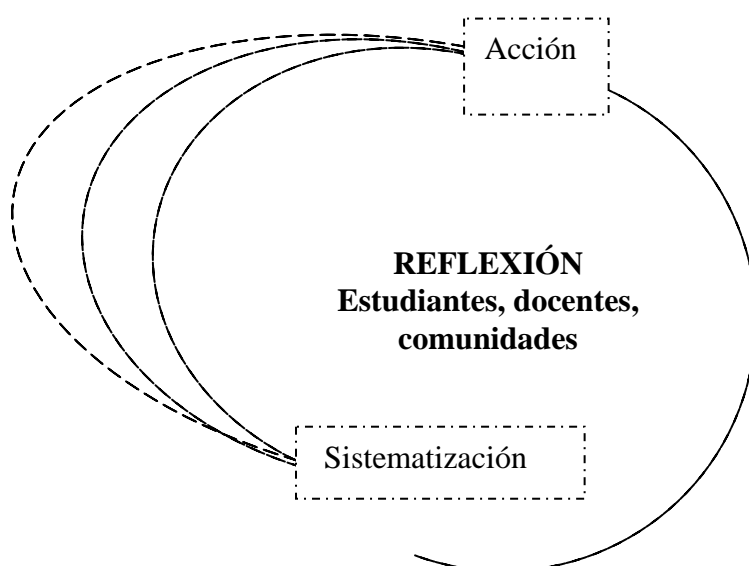 Acción
REFLEXIÓN
Estudiantes, docentes,
comunidades
Sistematización